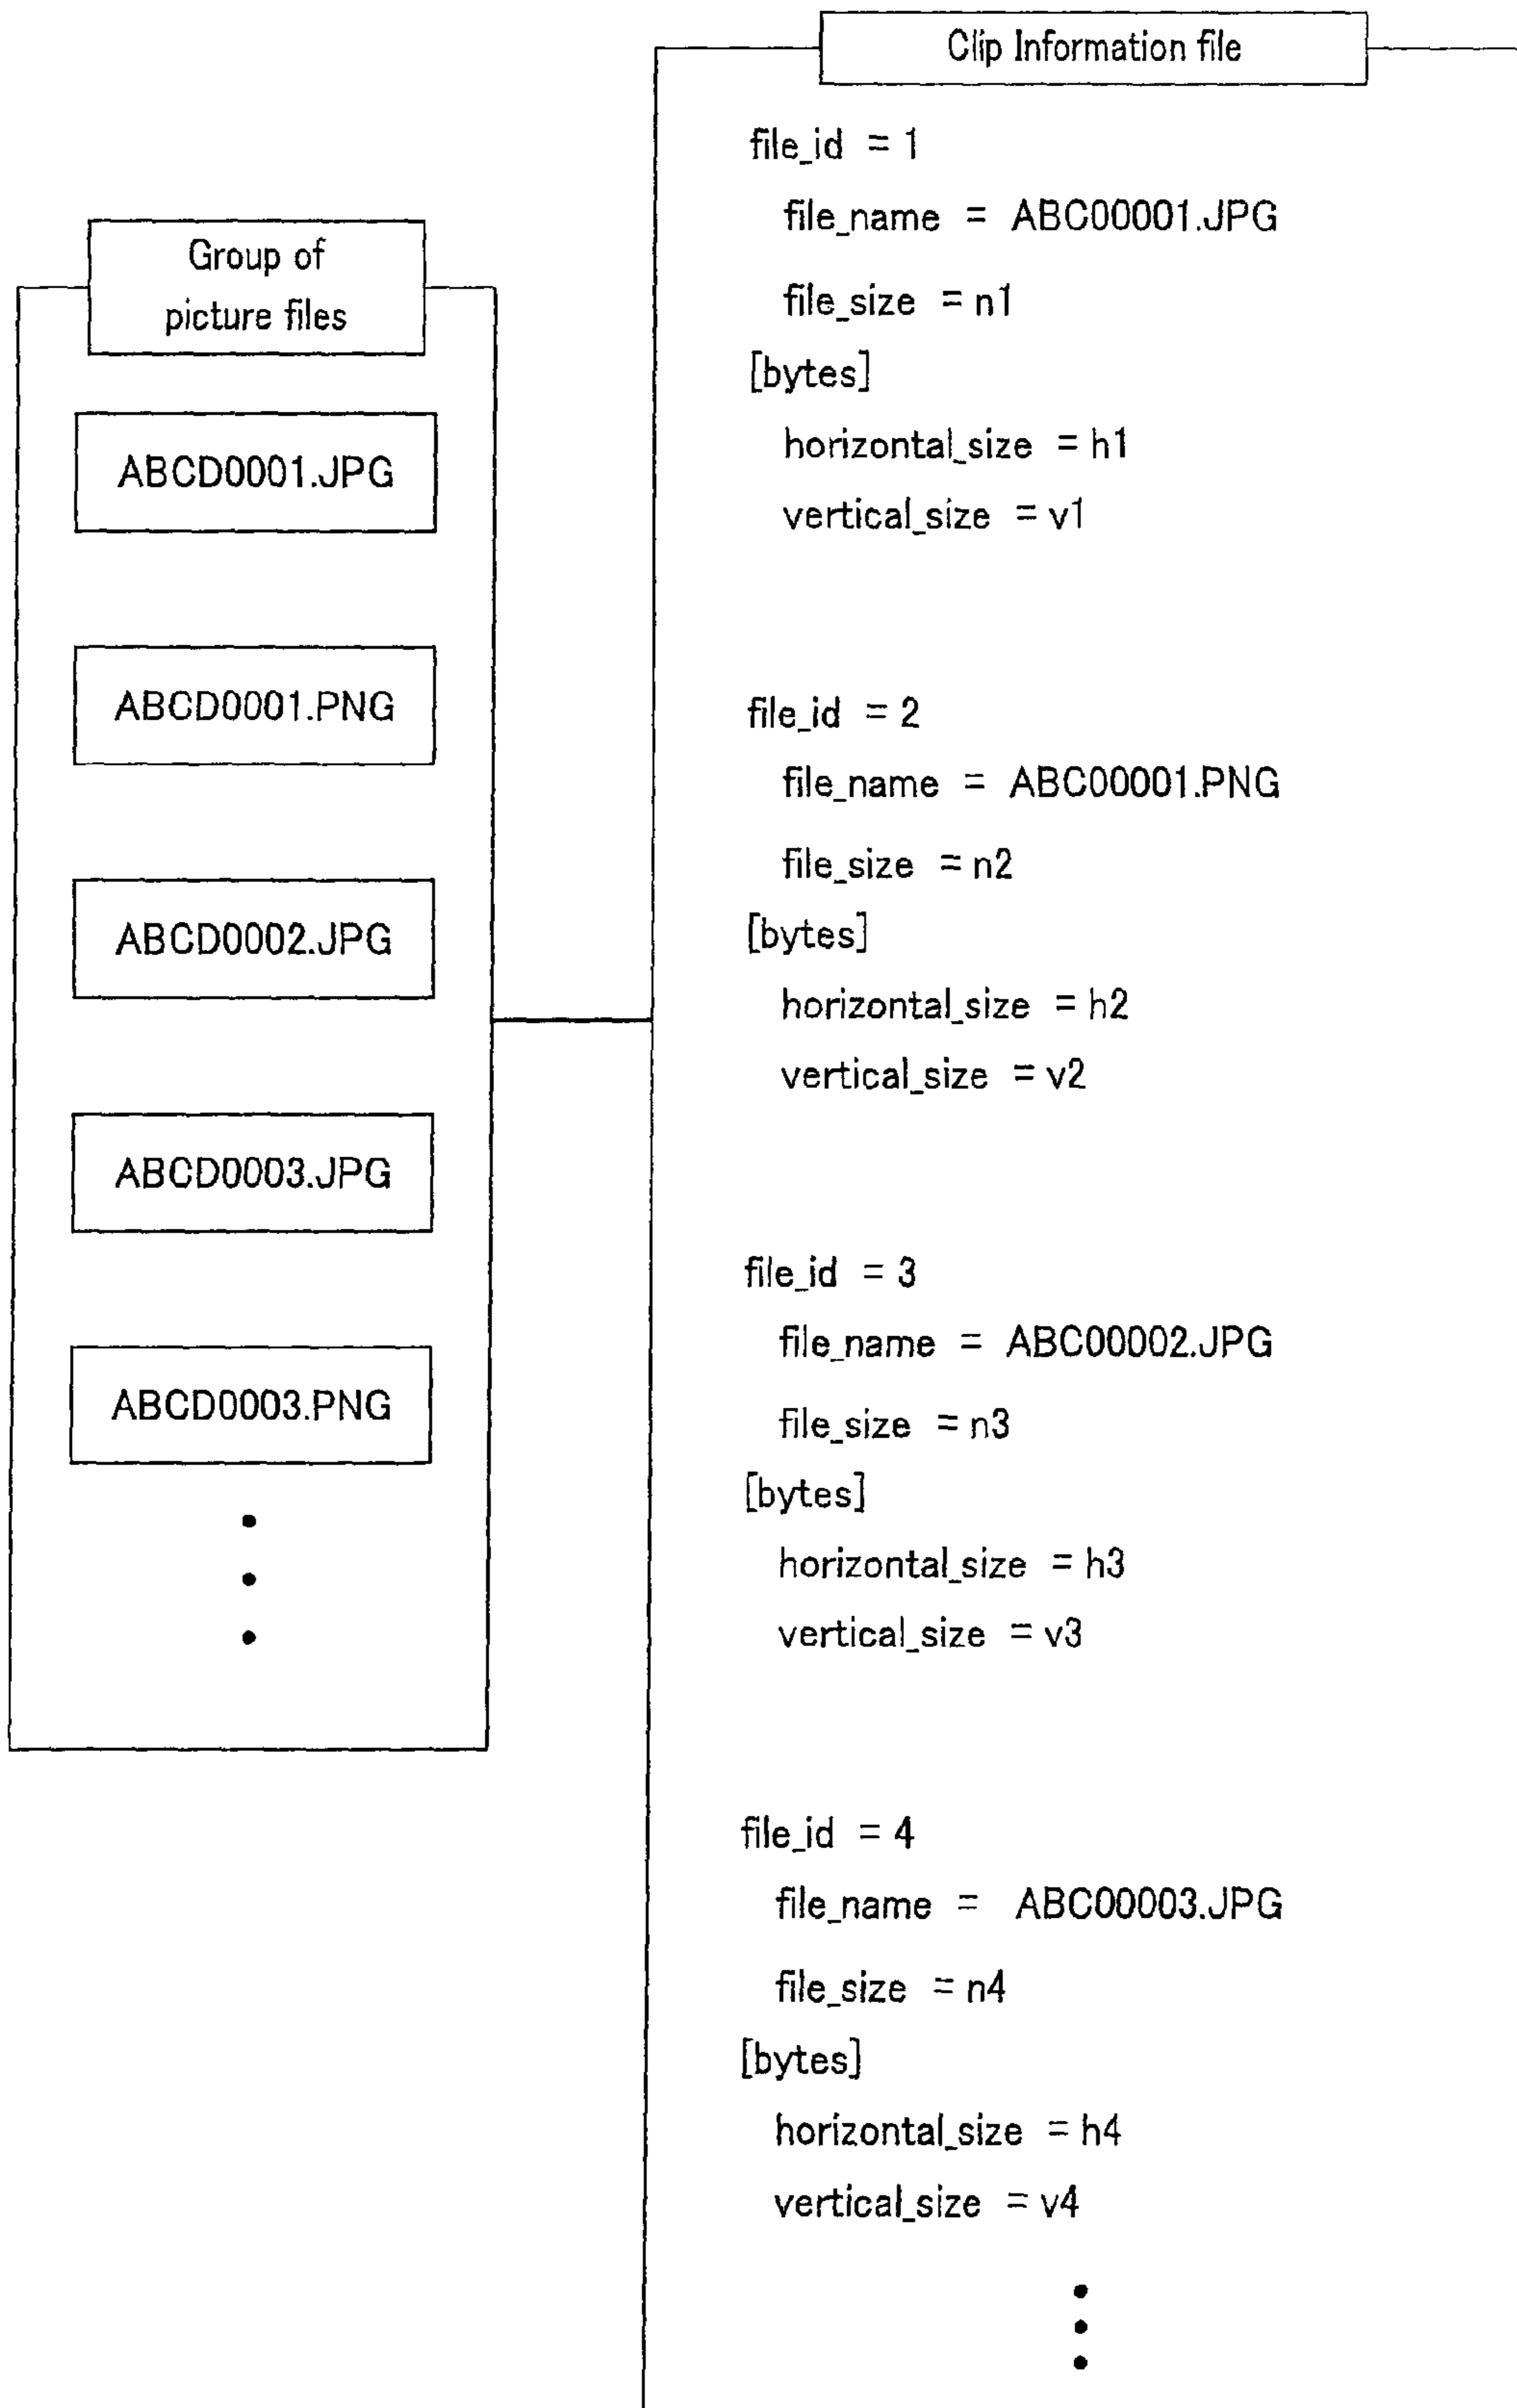 Group of
picture files
ABCD0001.JPG
ABCD0001.PNG
ABCD0002.JPG
ABCD0003.JPG
ABCD0003.PNG
Clip Information file
file_id = 1
file_name = ABC00001.JPG
file_size = n1
[bytes]
horizontal_size = h1
vertical_size = v1
file_id = 2
file_name = ABC00001.PNG
file_size = n2
[bytes]
horizontal_size = h2
vertical_size = v2
file_id = 3
file_name = ABC00002.JPG
file_size = n3
[bytes]
horizontal_size = h3
vertical_size = v3
file_id = 4
file_name = ABC00003.JPG
file_size = n4
[bytes]
horizontal_size = h4
vertical_size = v4